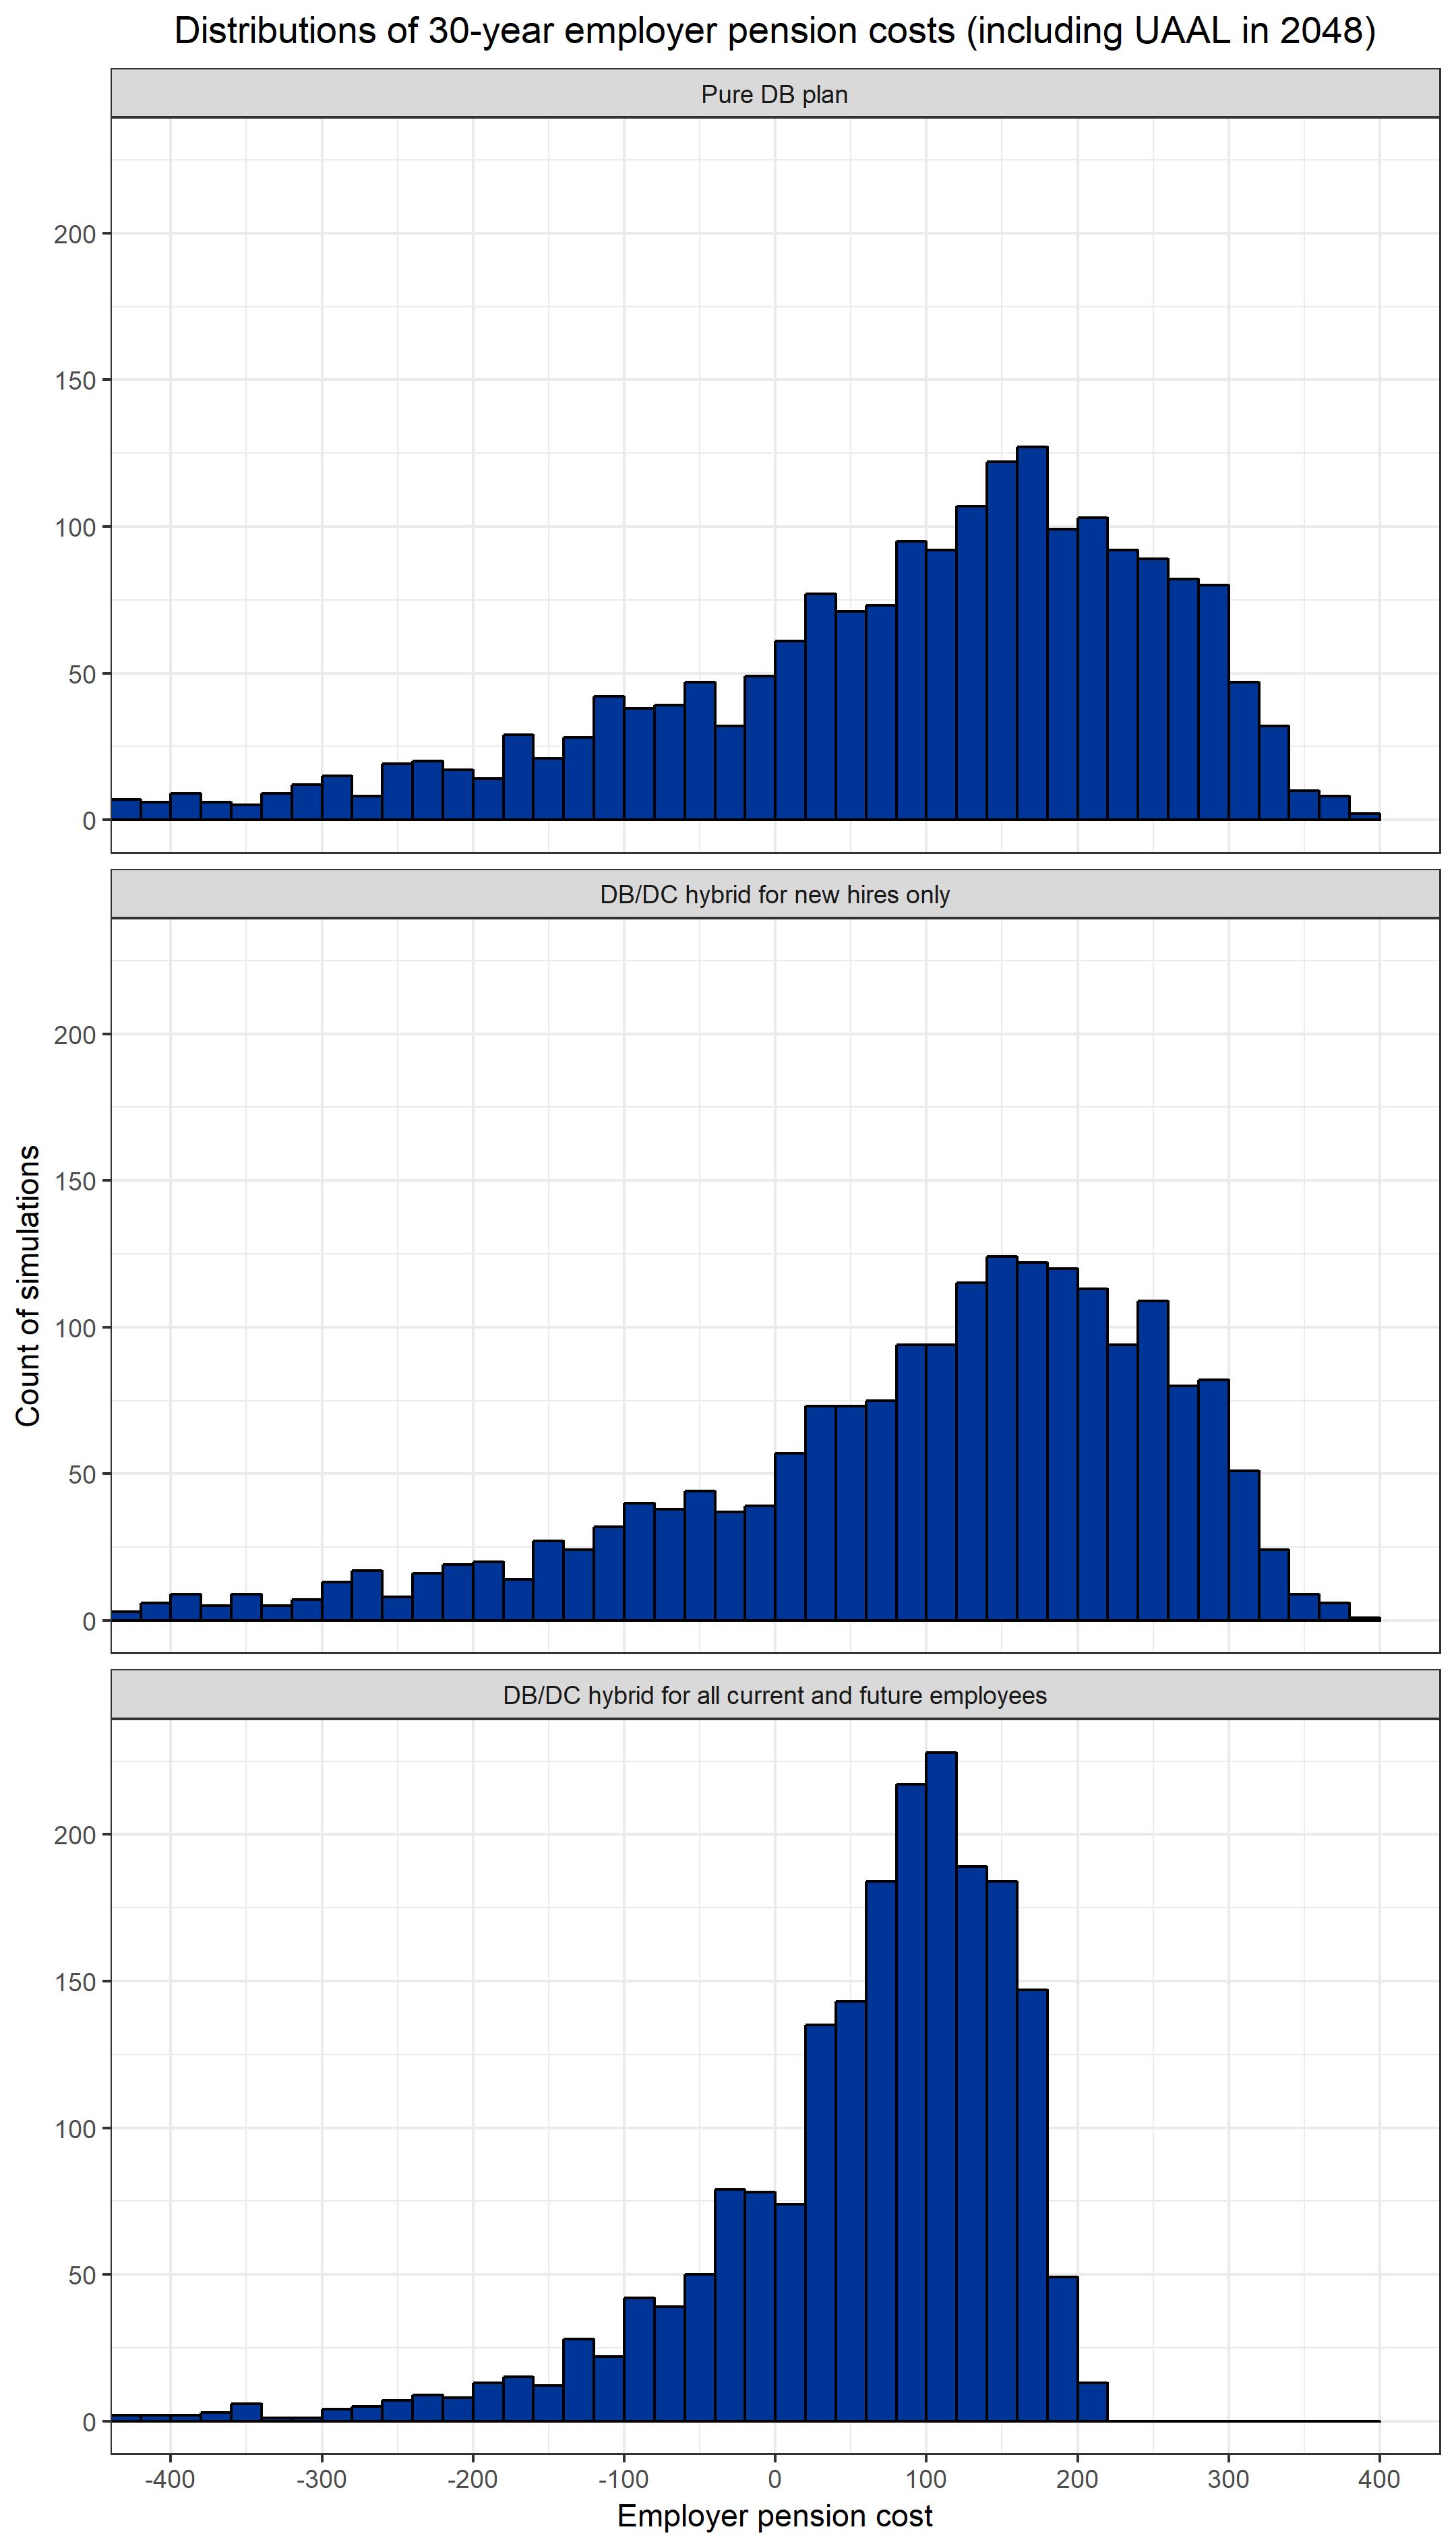 Distributions of 30-year employer pension costs (including UAAL in 2048)
Pure DB plan
200
150
100
50
0
DB/DC hybrid for new hires only
200
150
100
50
0
Count of simulations
DB/DC hybrid for all current and future employees
200
150
100
50
0
-400 -300 -200 -100 0 100 200 300 400
Employer pension cost